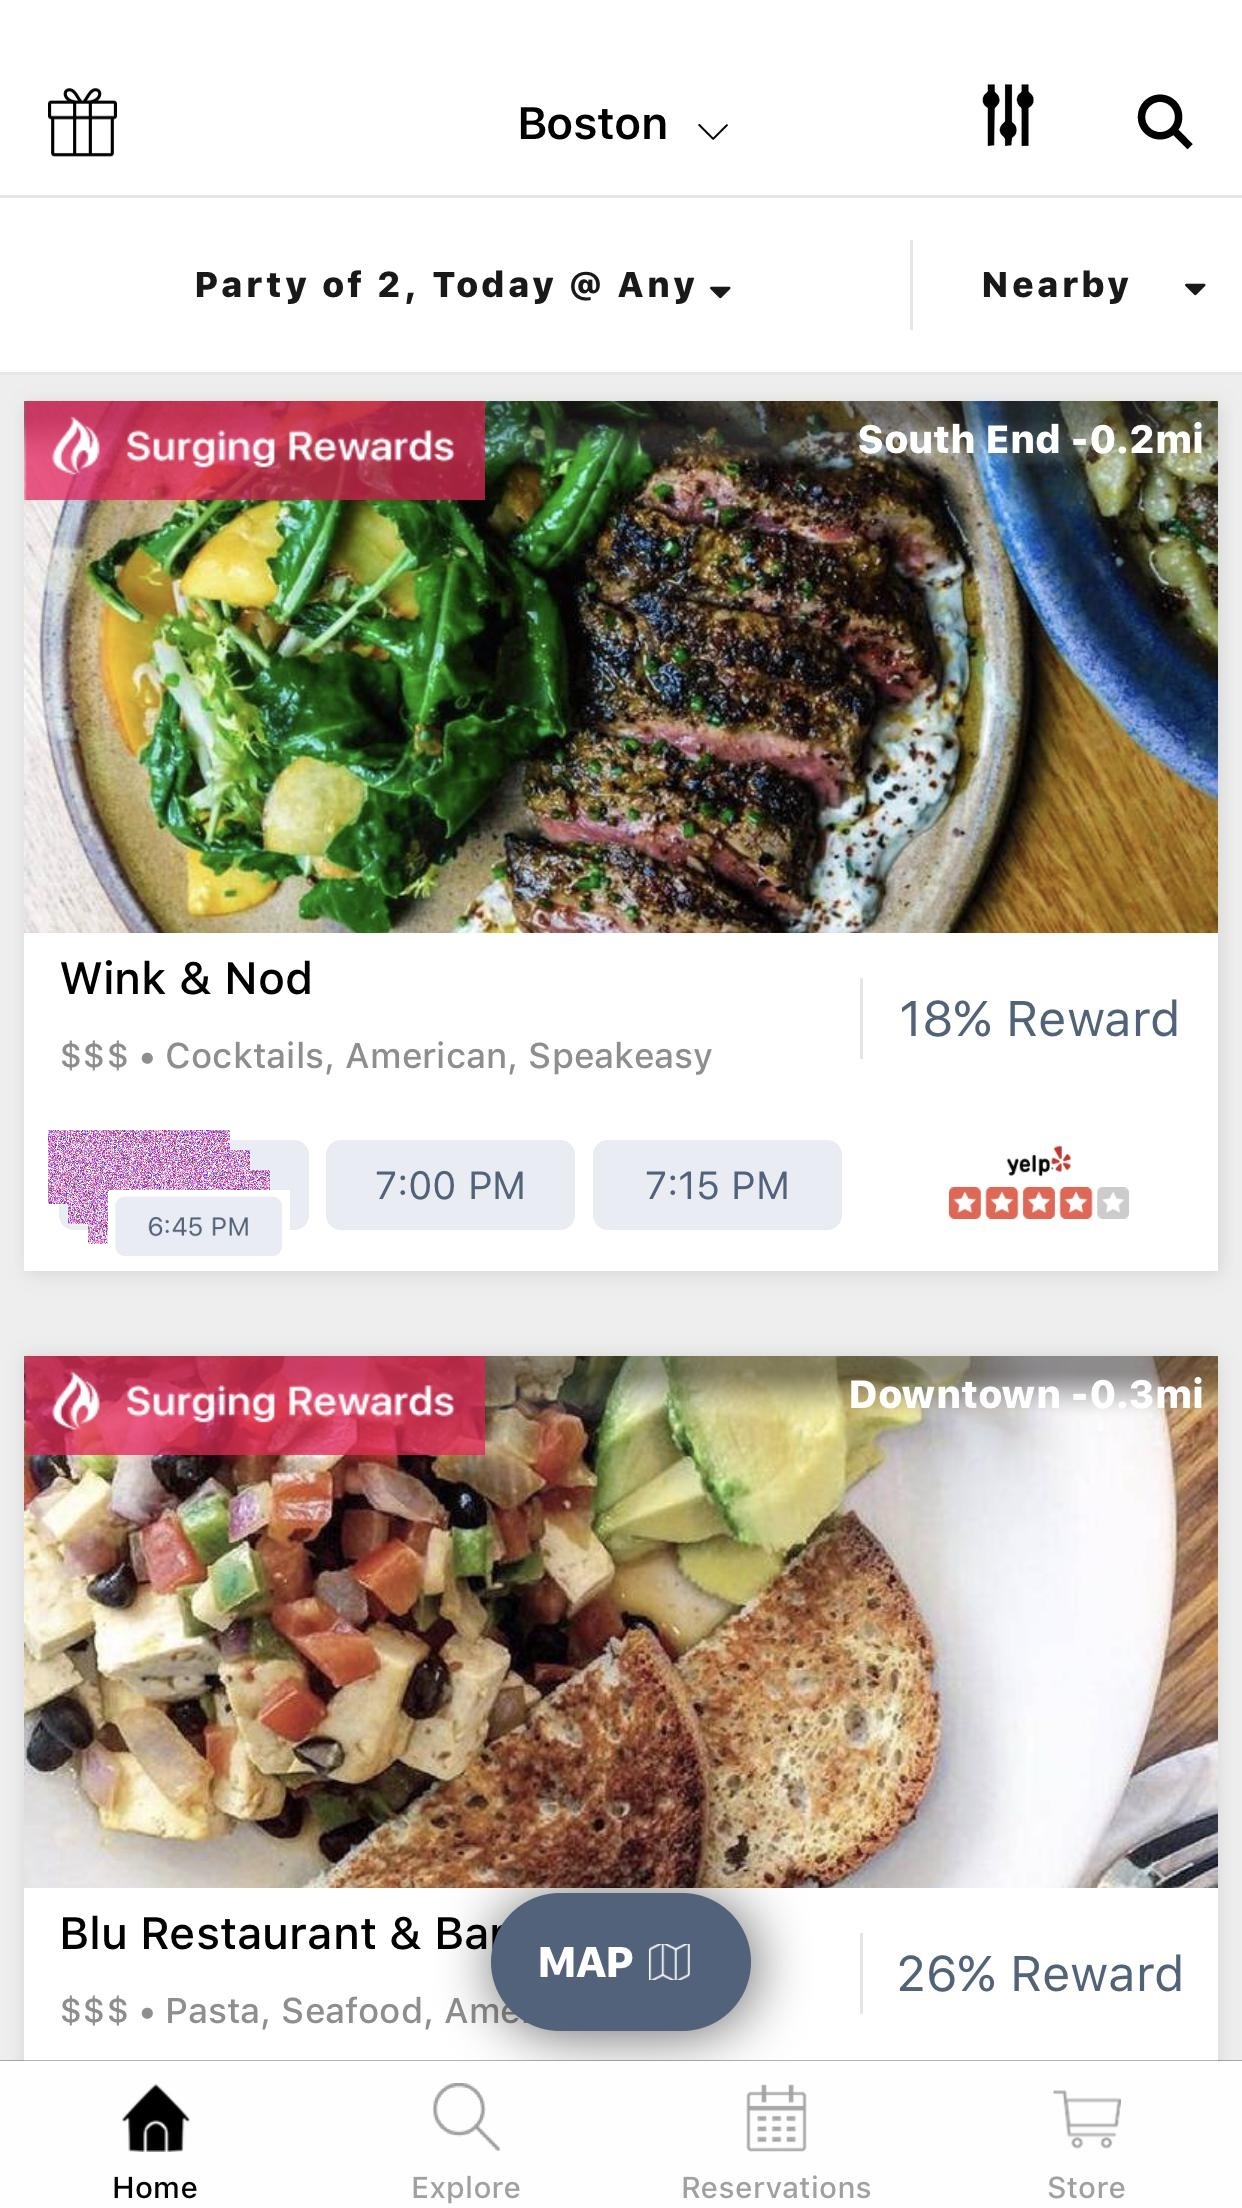 Boston
Party of 2, Today @ Any
Nearby
Surging Rewards
South End -0.2mi
Wink & Nod
$$$ • Cocktails, American, Speakeasy
18% Reward
6:45 PM
7:00 PM
7:15 PM
yelp
Surging Rewards
Downtown -0.3mi
Blu Restaurant & Bar
$$$ • Pasta, Seafood,
26% Reward
MAP
Home
Explore
Reservations
Store